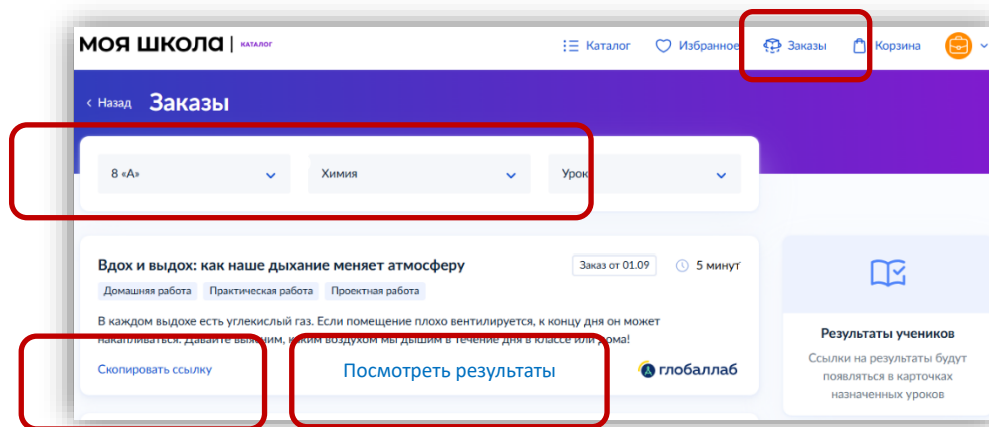 МОЯ ШКОЛА | КАТАЛОГ
Каталог Избранное Заказы Корзина
Назад Заказы
8 «А» Химия Урок
Вдох и выдох: как наше дыхание меняет атмосферу
Заказ от 01.09 5 минут
Домашняя работа Практическая работа Проектная работа
В каждом выдохе есть углекислый газ. Если помещение плохо вентилируется, к концу дня он может
накапливаться. Давайте выясним, каким воздухом мы дышим в течение дня в классе или дома!
Скопировать ссылку Посмотреть результаты глобаллаб
Результаты учеников
Ссылки на результаты будут
появляться в карточках
назначенных уроков